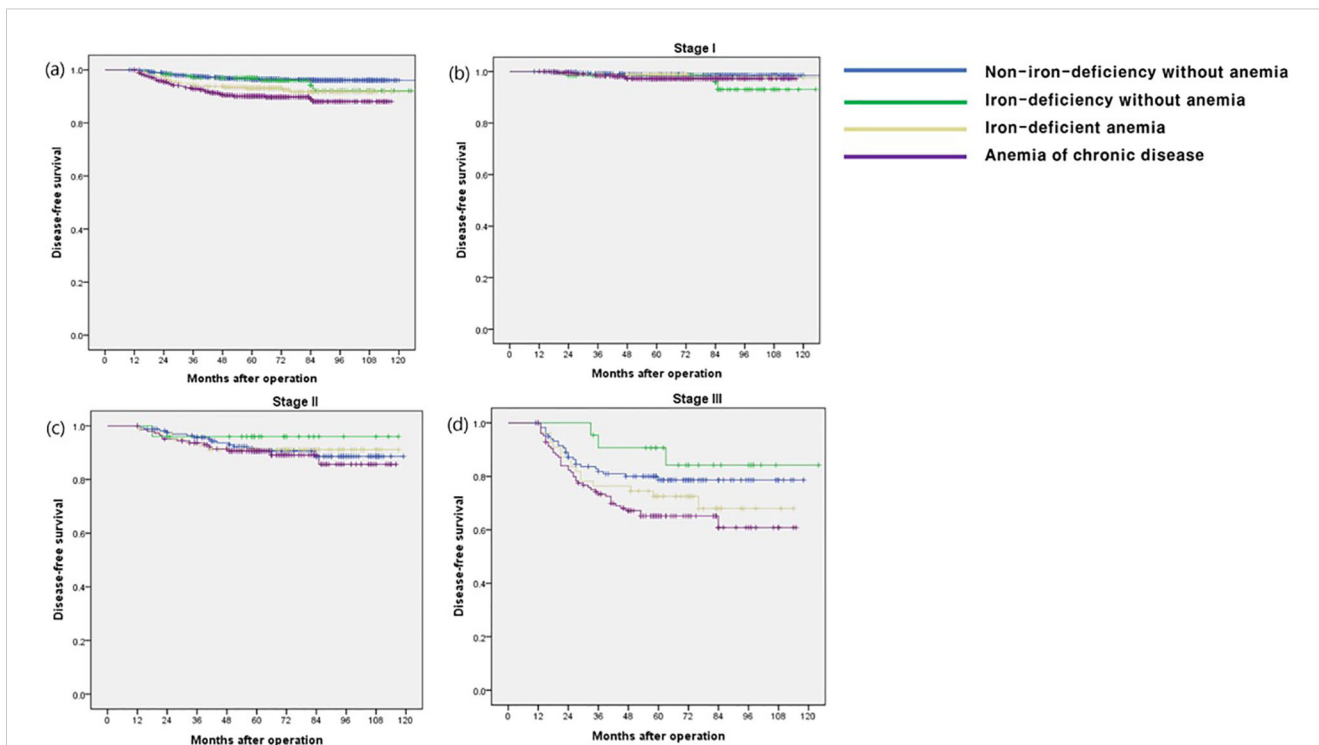 (a)
1.0
0.8
0.6
0.4
0.2
0.0
Disease-free survival
0 12 24 36 48 60 72 84 96 108 120
Months after operation
Stage I
(b)
1.0
0.8
0.6
0.4
0.2
0.0
Disease-free survival
0 12 24 36 48 60 72 84 96 108 120
Months after operation
Non-iron-deficiency without anemia
Iron-deficiency without anemia
Iron-deficient anemia
Anemia of chronic disease
Stage II
(c)
1.0
0.8
0.6
0.4
0.2
0.0
Disease-free survival
0 12 24 36 48 60 72 84 96 108 120
Months after operation
Stage III
(d)
1.0
0.8
0.6
0.4
0.2
0.0
Disease-free survival
0 12 24 36 48 60 72 84 96 108 120
Months after operation